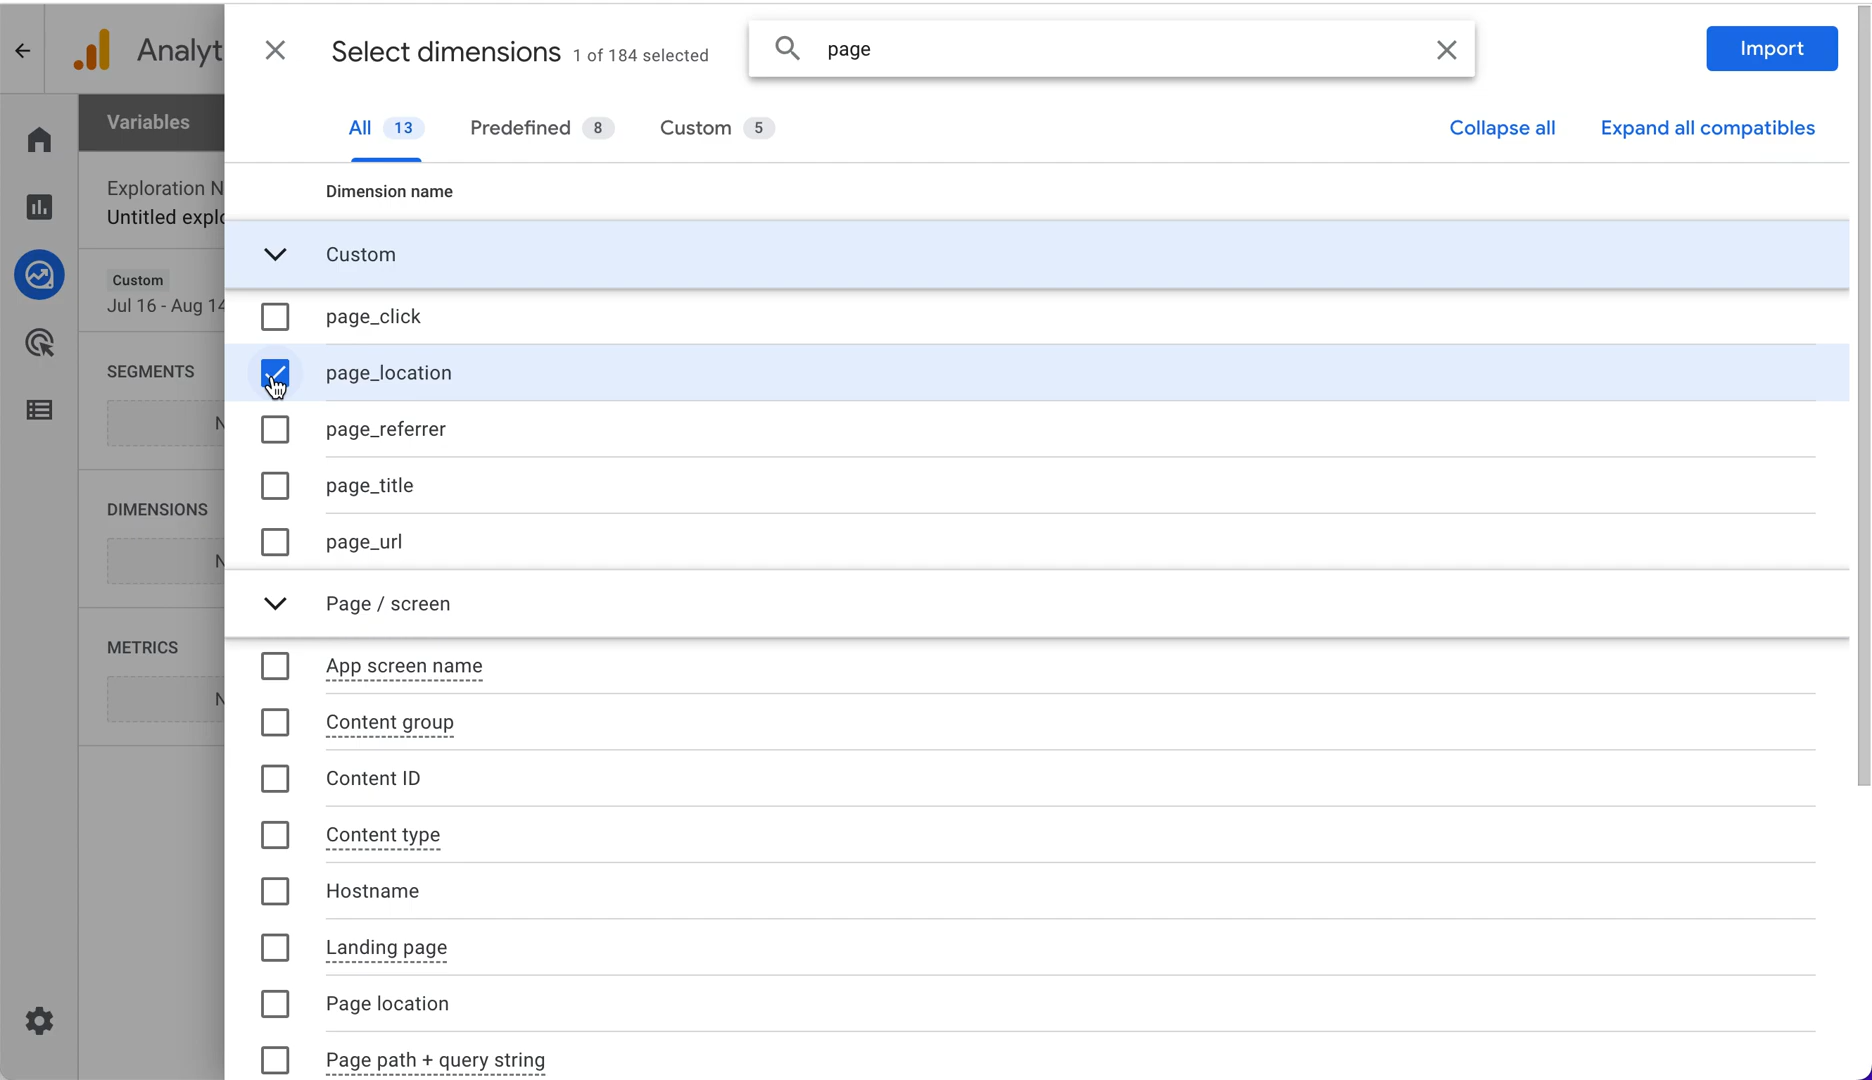 Analyt
Select dimensions 1 of 184 selected
page
Import
Variables
All 13
Predefined 8
Custom 5
Collapse all
Expand all compatibles
Dimension name
Exploration N
Untitled explo
Custom
Jul 16 - Aug 14
SEGMENTS
N
DIMENSIONS
N
METRICS
N
Custom
page_click
page_location
page_referrer
page_title
page_url
Page / screen
App screen name
Content group
Content ID
Content type
Hostname
Landing page
Page location
Page path + query string